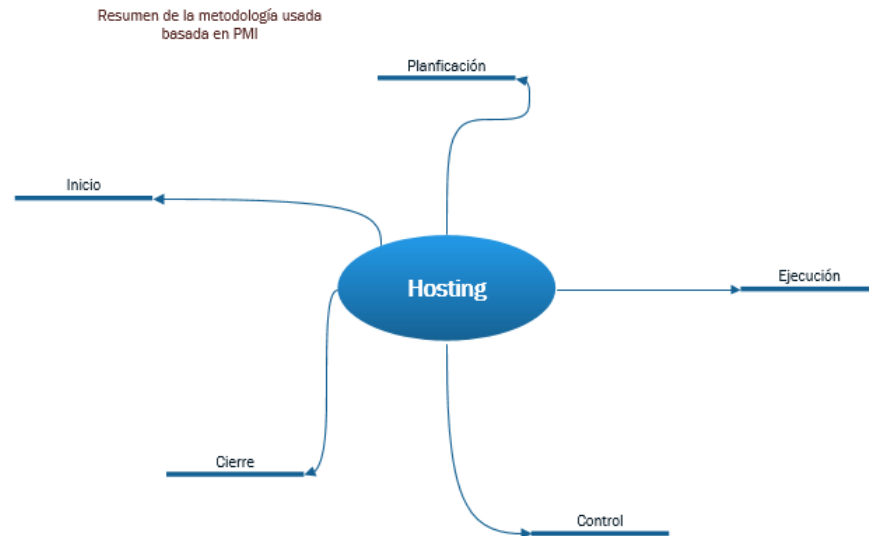 Resumen de la metodología usada
basada en PMI
Planficación
Inicio
Ejecución
Hosting
Cierre
Control